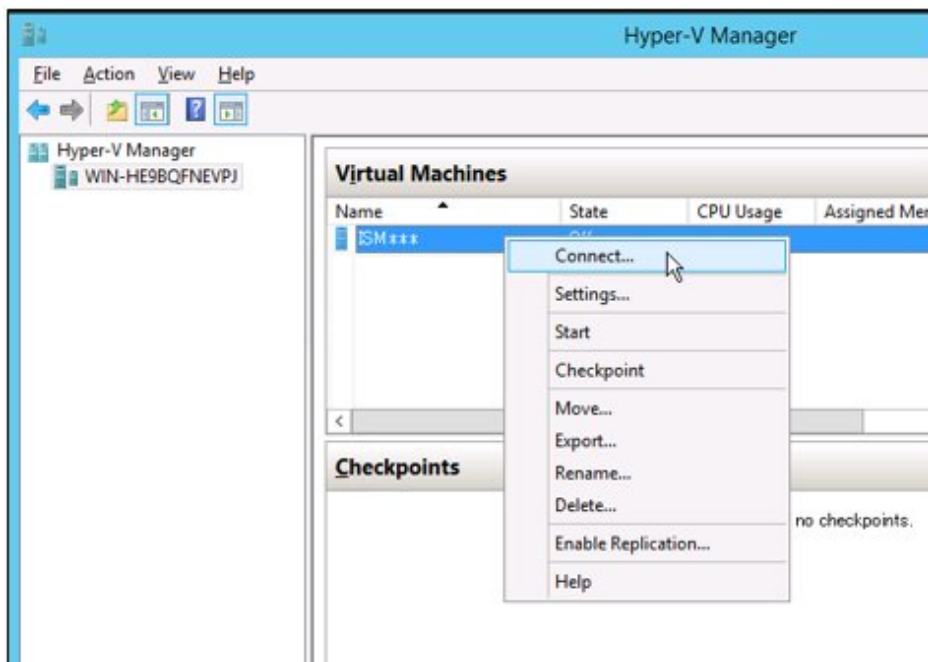 Hyper-V Manager
File Action View Help
Hyper-V Manager
WIN-HE9BQFNEVPJ
Virtual Machines
Name State CPU Usage Assigned Mem
ISM***
Connect...
Settings...
Start
Checkpoint
Move...
Export...
Rename...
Delete...
Enable Replication...
Help
Checkpoints
no checkpoints.